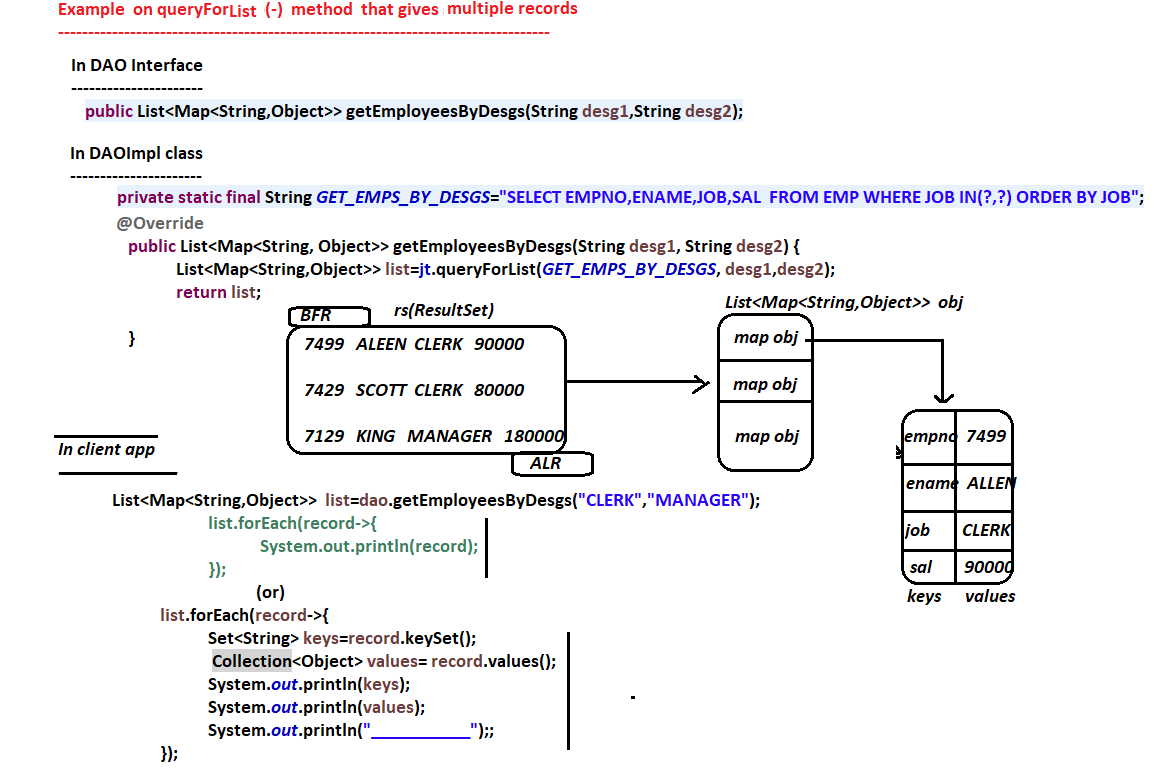 Example on queryForList (-) method that gives multiple records
----------------------------------------------------------------------------------
In DAO Interface
----------------------
public List<Map<String,Object>> getEmployeesByDesgs(String desg1,String desg2);
In DAOImpl class
----------------------
private static final String GET_EMPS_BY_DESGS="SELECT EMPNO,ENAME,JOB,SAL FROM EMP WHERE JOB IN(?,?) ORDER BY JOB";
@Override
public List<Map<String, Object>> getEmployeesByDesgs(String desg1, String desg2) {
List<Map<String,Object>> list=jt.queryForList(GET_EMPS_BY_DESGS, desg1,desg2);
return list;
}
BFR
rs(ResultSet)
7499 ALEEN CLERK 90000
7429 SCOTT CLERK 80000
7129 KING MANAGER 180000
ALR
List<Map<String,Object>> obj
map obj
map obj
map obj
empno 7499
ename ALLEN
job CLERK
sal 90000
keys values
In client app
List<Map<String,Object>> list=dao.getEmployeesByDesgs("CLERK","MANAGER");
list.forEach(record->{
System.out.println(record);
});
(or)
list.forEach(record->{
Set<String> keys=record.keySet();
Collection<Object> values= record.values();
System.out.println(keys);
System.out.println(values);
System.out.println("___________");;
});